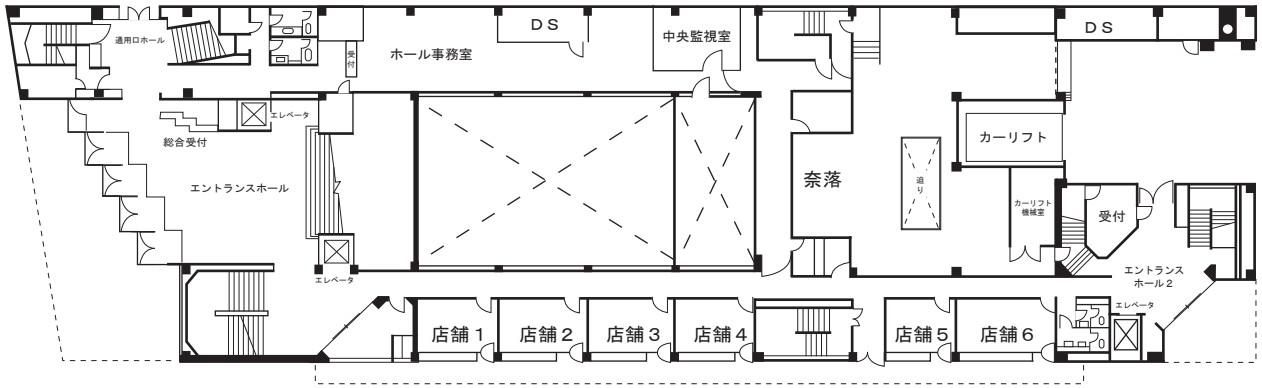 通用口ホール
受付
ホール事務室
DS
中央監視室
DS
エレベータ
総合受付
エントランスホール
エレベータ
奈落
迫り
カーリフト
カーリフト
機械室
受付
エントランス
ホール2
エレベータ
店舗1
店舗2
店舗3
店舗4
店舗5
店舗6